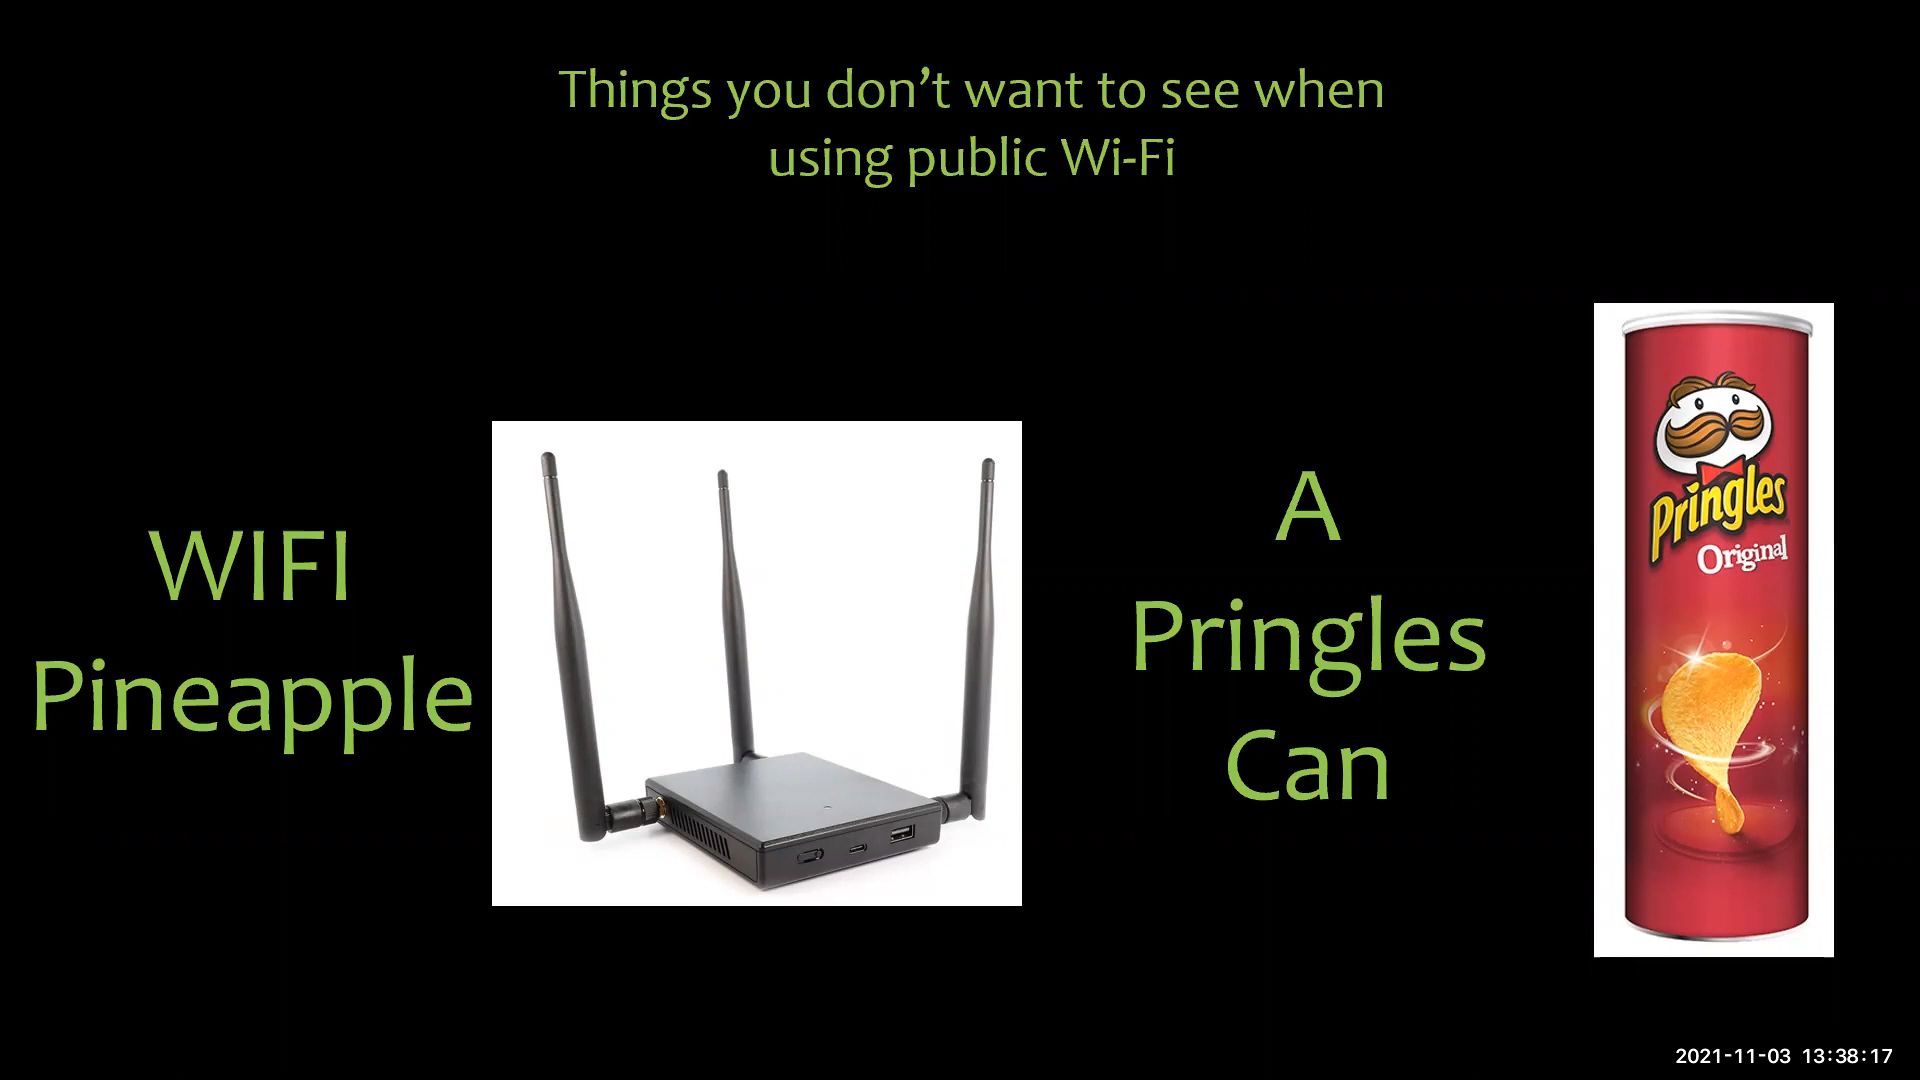 Things you don’t want to see when
using public Wi-Fi
WIFI
Pineapple
A
Pringles
Can
Pringles
Original
2021-11-03 13:38:17